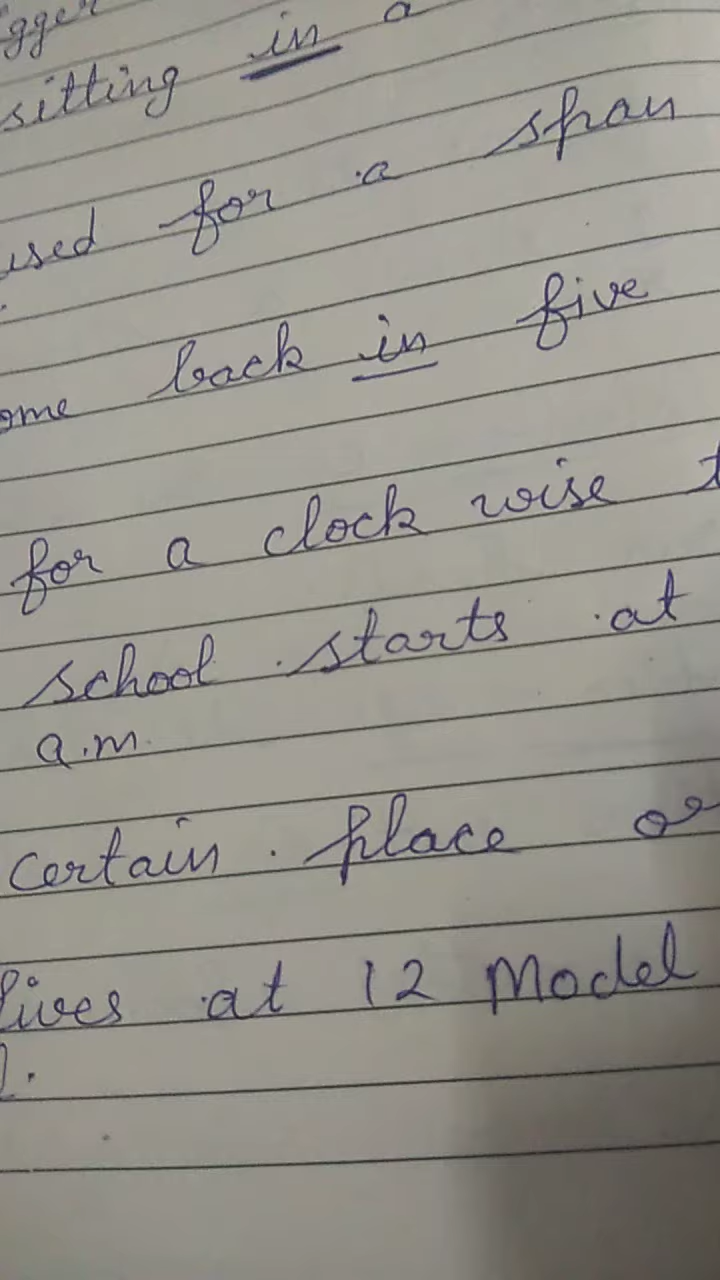 sitting in a
used for a span
back in five
for a clock wise
school starts at
a.m.
certain place or
lives at 12 Model